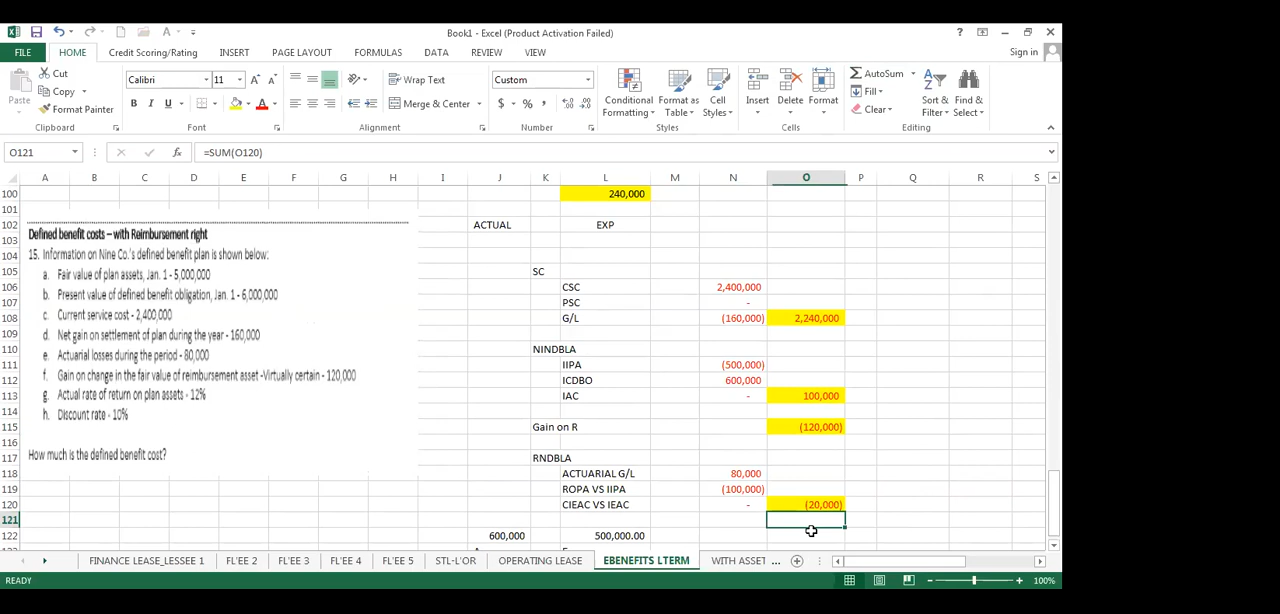 Book1 - Excel (Product Activation Failed)
FILE HOME Credit Scoring/Rating INSERT PAGE LAYOUT FORMULAS DATA REVIEW VIEW Sign in
Paste Cut Copy Format Painter Clipboard
Calibri 11 B I U Font
Wrap Text Merge & Center Alignment
Custom $ % , Number
Conditional Formatting Format as Table Cell Styles Styles
Insert Delete Format Cells
AutoSum Fill Clear Sort & Filter Find & Select Editing
O121 fx =SUM(O120)
A B C D E F G H I J K L M N O P Q R S
100 240,000
101
102 ACTUAL EXP
103
104
105 SC
106 CSC 2,400,000
107 PSC -
108 G/L (160,000) 2,240,000
109
110 NINDBLA
111 IIPA (500,000)
112 ICDBO 600,000
113 IAC - 100,000
114
115 Gain on R (120,000)
116
117 RNDBLA
118 ACTUARIAL G/L 80,000
119 ROPA VS IIPA (100,000)
120 CIEAC VS IEAC - (20,000)
121
122 600,000 500,000.00
Defined benefit costs – with Reimbursement right
15. Information on Nine Co.'s defined benefit plan is shown below:
a. Fair value of plan assets, Jan. 1 - 5,000,000
b. Present value of defined benefit obligation, Jan. 1 - 6,000,000
c. Current service cost - 2,400,000
d. Net gain on settlement of plan during the year - 160,000
e. Actuarial losses during the period - 80,000
f. Gain on change in the fair value of reimbursement asset -Virtually certain - 120,000
g. Actual rate of return on plan assets - 12%
h. Discount rate - 10%
How much is the defined benefit cost?
FINANCE LEASE_LESSEE 1 FL'EE 2 FL'EE 3 FL'EE 4 FL'EE 5 STL-L'OR OPERATING LEASE EBENEFITS LTERM WITH ASSET ...
READY 100%